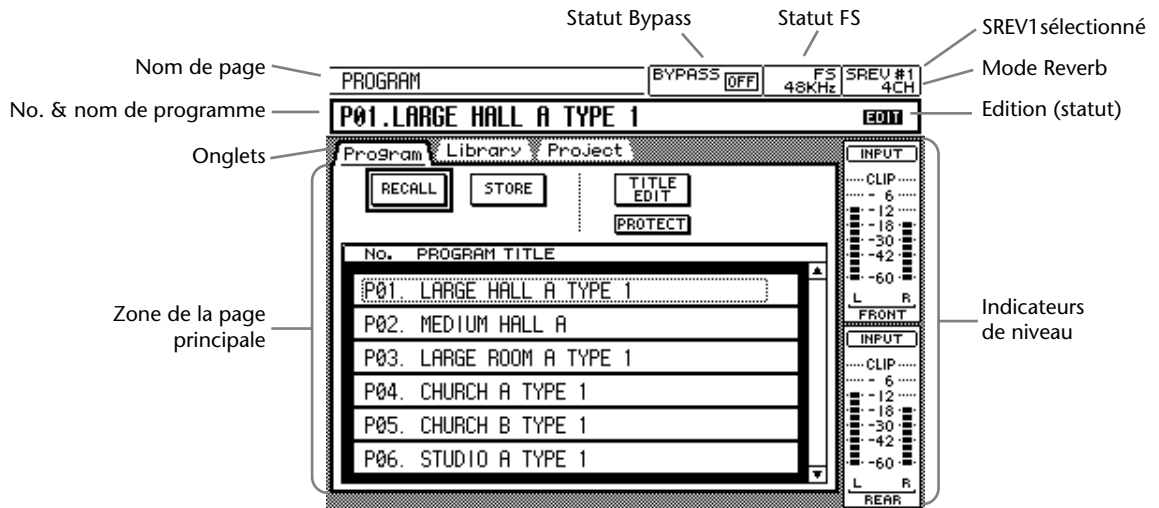 Statut Bypass
Statut FS
SREV1sélectionné
Nom de page
PROGRAM
BYPASS OFF
FS
48KHz
SREV #1
4CH
Mode Reverb
No. & nom de programme
P01.LARGE HALL A TYPE 1
EDIT
Edition (statut)
Onglets
Program
Library
Project
RECALL
STORE
TITLE
EDIT
PROTECT
No. PROGRAM TITLE
P01. LARGE HALL A TYPE 1
P02. MEDIUM HALL A
P03. LARGE ROOM A TYPE 1
P04. CHURCH A TYPE 1
P05. CHURCH B TYPE 1
P06. STUDIO A TYPE 1
Zone de la page
principale
INPUT
CLIP
- 6
-12
-18
-30
-42
-60
L R
FRONT
INPUT
CLIP
- 6
-12
-18
-30
-42
-60
L R
REAR
Indicateurs
de niveau